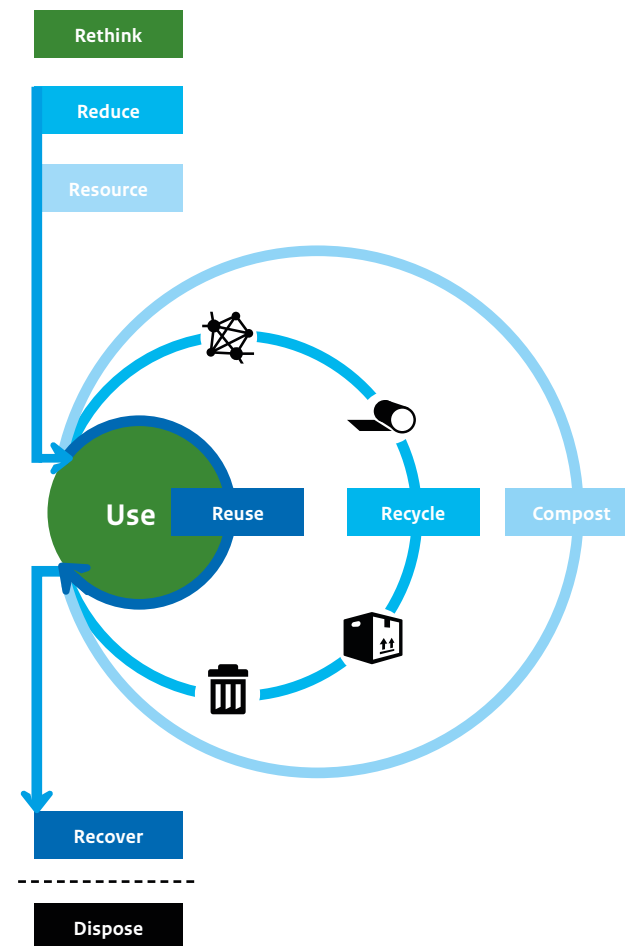 Rethink
Reduce
Resource
Use
Reuse
Recycle
Compost
Recover
Dispose